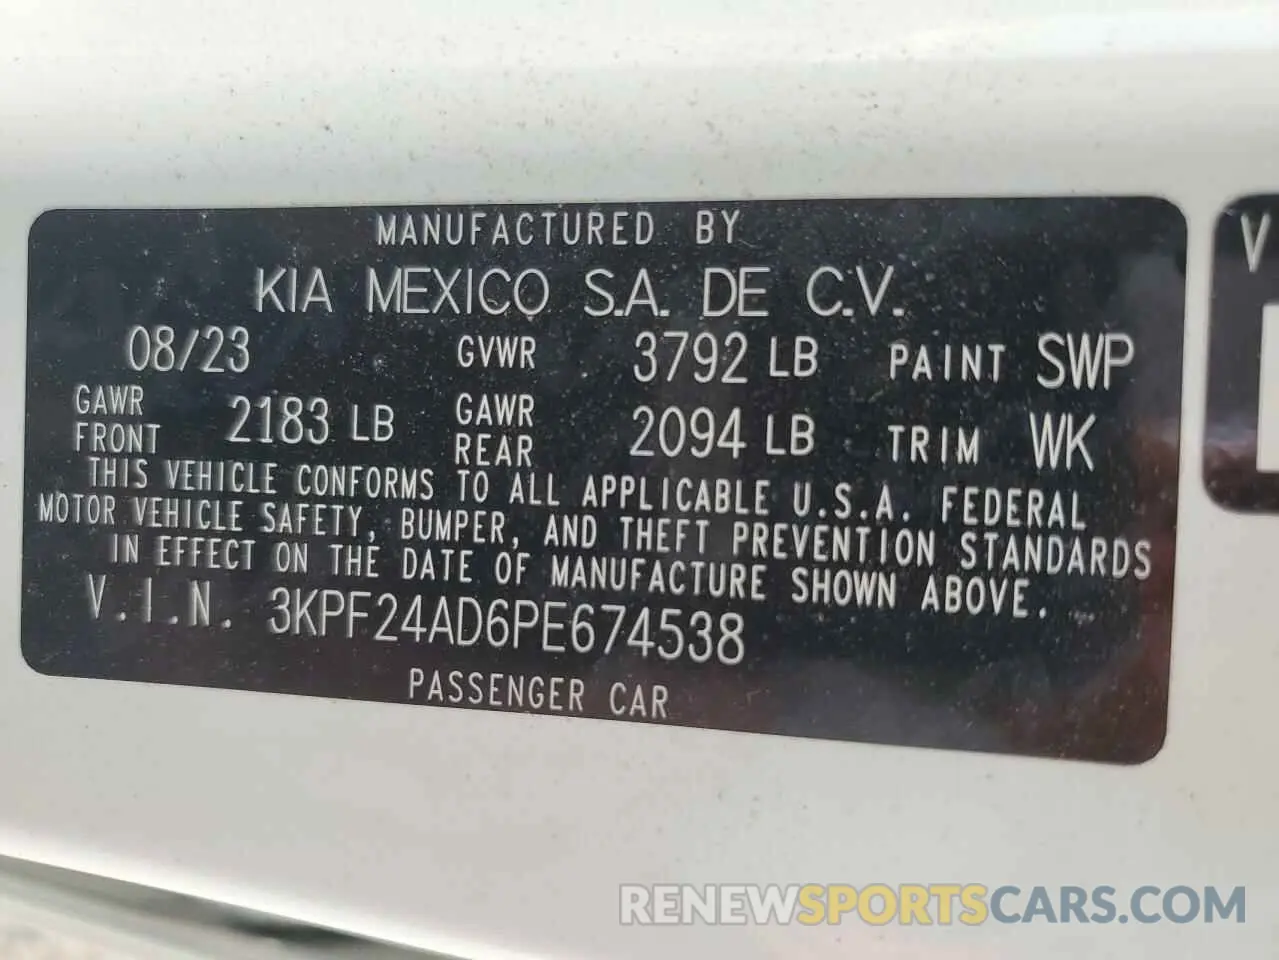 MANUFACTURED BY
KIA MEXICO S.A. DE C.V.
08/23 GVWR 3792 LB PAINT SWP
GAWR FRONT 2183 LB GAWR REAR 2094 LB TRIM WK
THIS VEHICLE CONFORMS TO ALL APPLICABLE U.S.A. FEDERAL
MOTOR VEHICLE SAFETY, BUMPER, AND THEFT PREVENTION STANDARDS
IN EFFECT ON THE DATE OF MANUFACTURE SHOWN ABOVE.
V.I.N. 3KPF24AD6PE674538
PASSENGER CAR
V
RENEWSPORTSCARS.COM